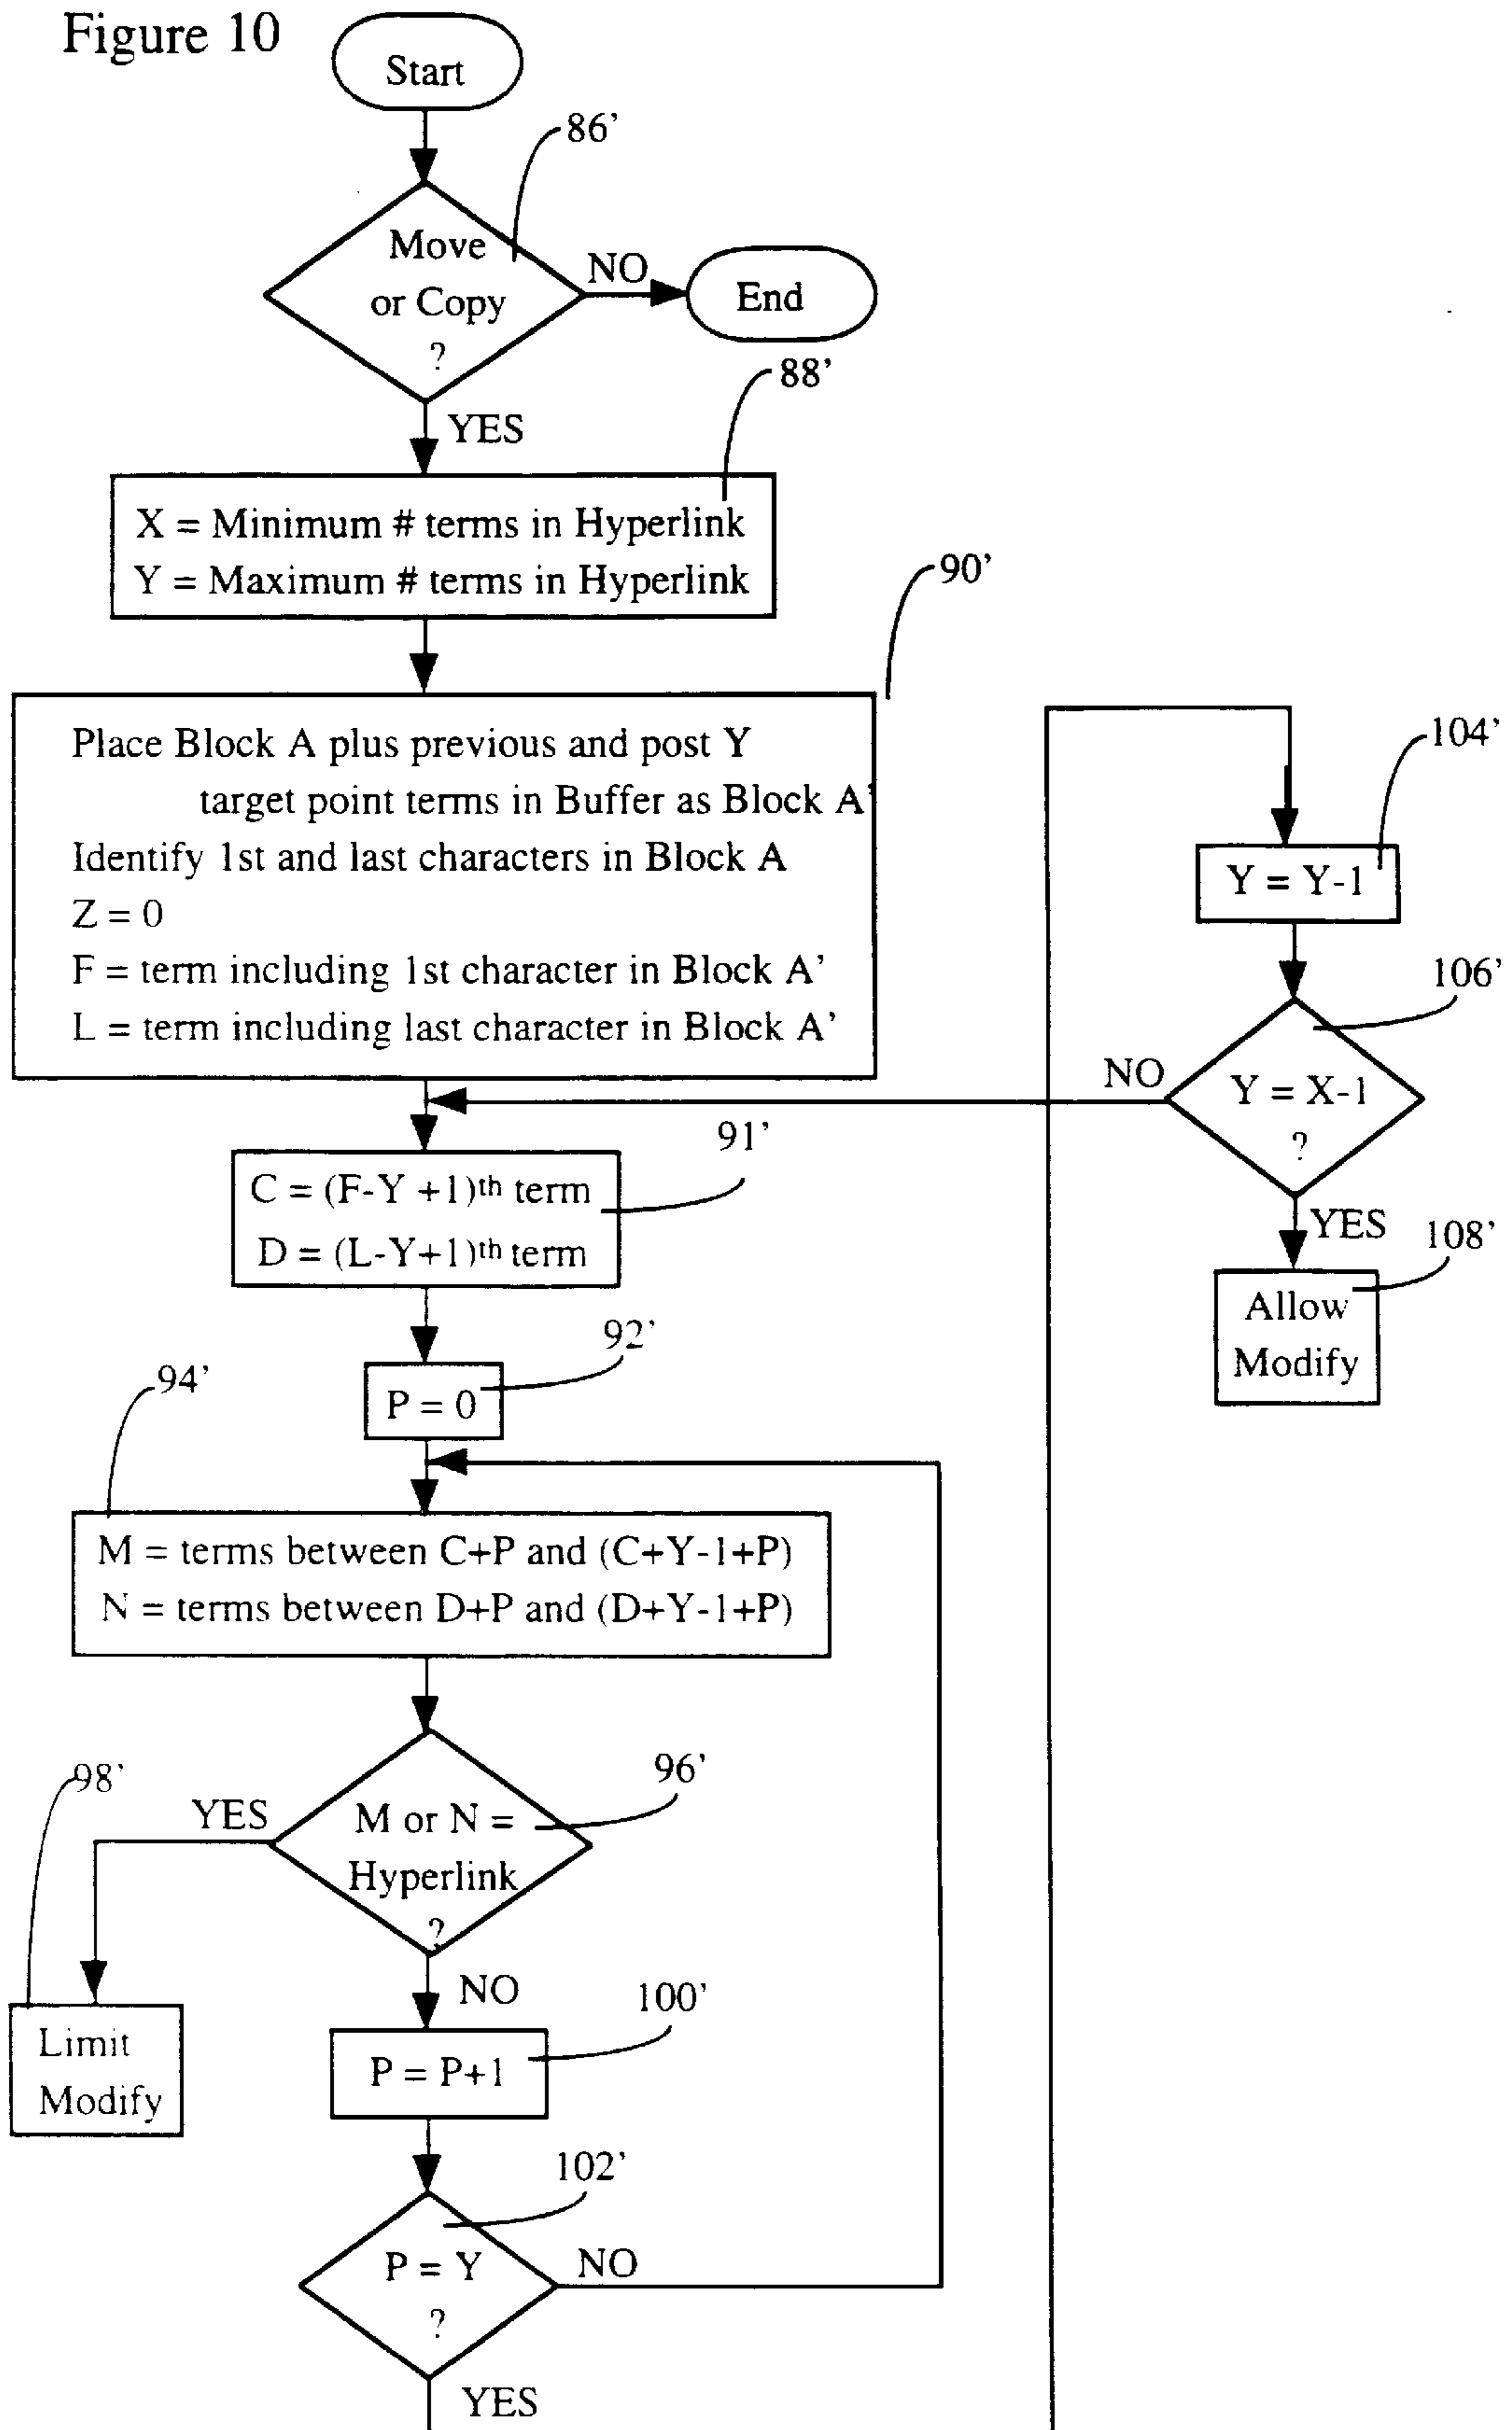 Figure 10
Start
86'
Move
or Copy
?
NO
End
YES
88'
X = Minimum # terms in Hyperlink
Y = Maximum # terms in Hyperlink
90'
Place Block A plus previous and post Y
target point terms in Buffer as Block A'
Identify 1st and last characters in Block A
Z = 0
F = term including 1st character in Block A'
L = term including last character in Block A'
91'
C = (F-Y +1)th term
D = (L-Y+1)th term
92'
P = 0
94'
M = terms between C+P and (C+Y-1+P)
N = terms between D+P and (D+Y-1+P)
96'
M or N =
Hyperlink
?
YES
98'
Limit
Modify
NO
100'
P = P+1
102'
P = Y
?
NO
YES
104'
Y = Y-1
106'
Y = X-1
?
NO
YES
108'
Allow
Modify